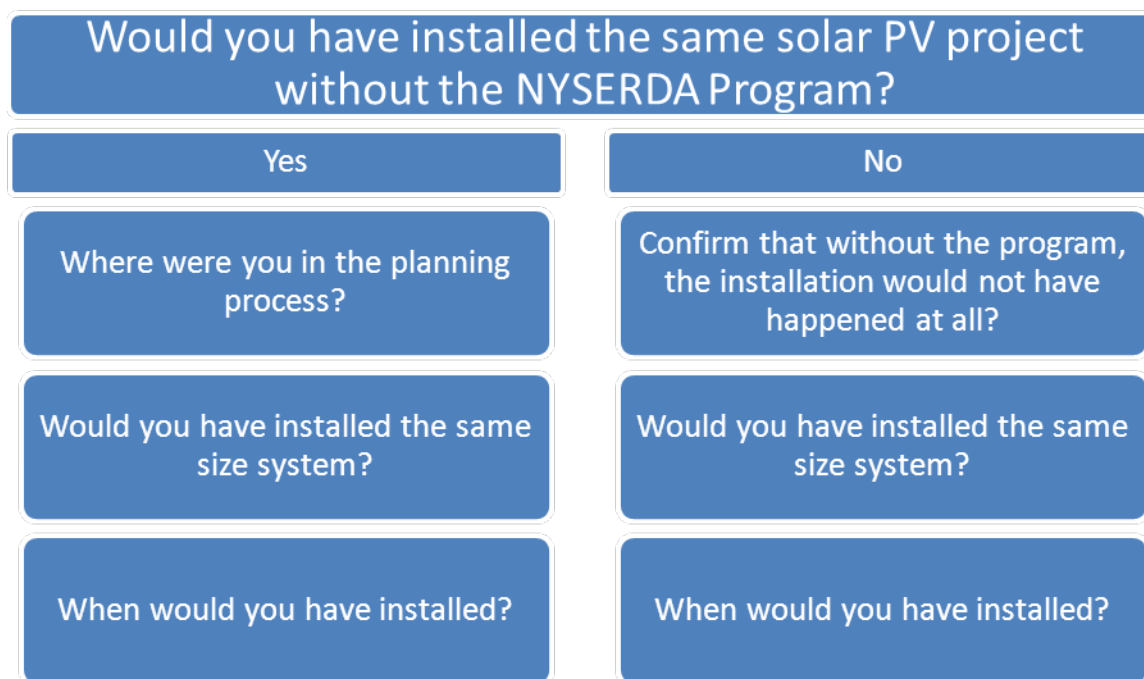 Would you have installed the same solar PV project
without the NYSERDA Program?
Yes
No
Where were you in the planning
process?
Confirm that without the program,
the installation would not have
happened at all?
Would you have installed the same
size system?
Would you have installed the same
size system?
When would you have installed?
When would you have installed?